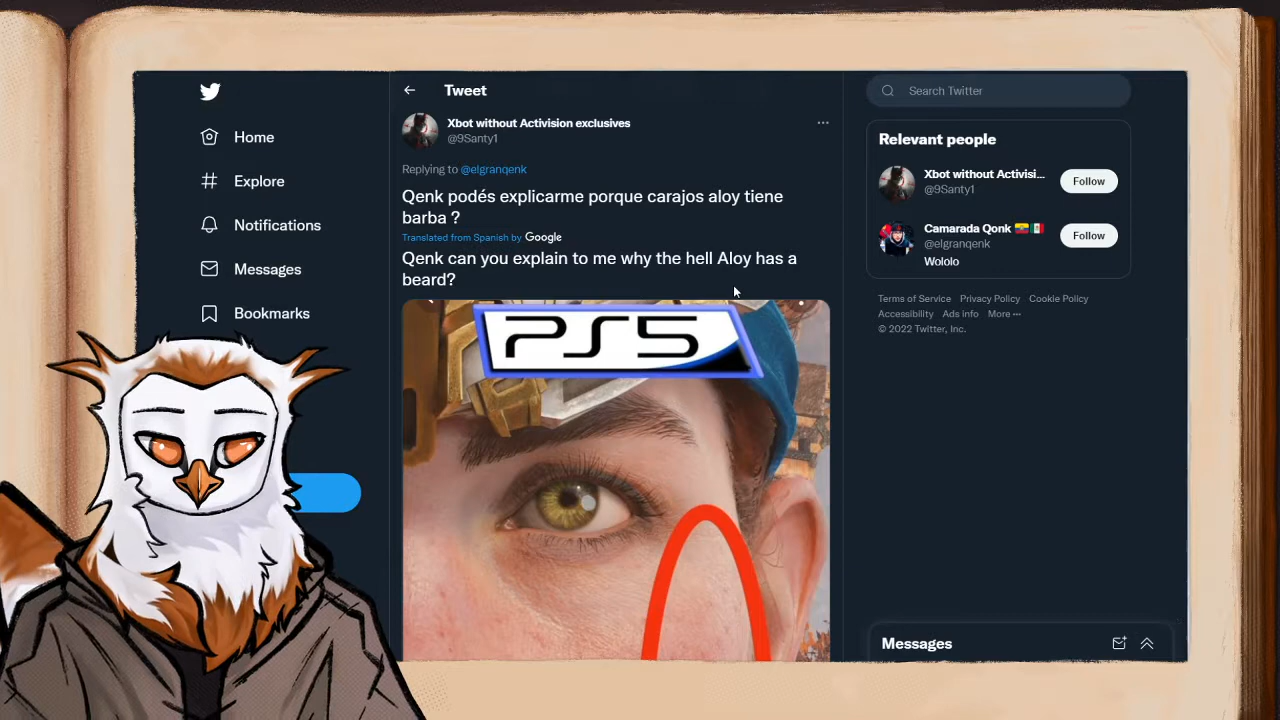 Home
Explore
Notifications
Messages
Bookmarks
Tweet
Xbot without Activision exclusives
@9Santy1
Replying to @elgranqenk
Qenk podés explicarme porque carajos aloy tiene
barba ?
Translated from Spanish by Google
Qenk can you explain to me why the hell Aloy has a
beard?
PS5
Search Twitter
Relevant people
Xbot without Activisi...
@9Santy1
Follow
Camarada Qonk
@elgranqenk
Follow
Wololo
Terms of Service Privacy Policy Cookie Policy
Accessibility Ads info More ···
© 2022 Twitter, Inc.
Messages